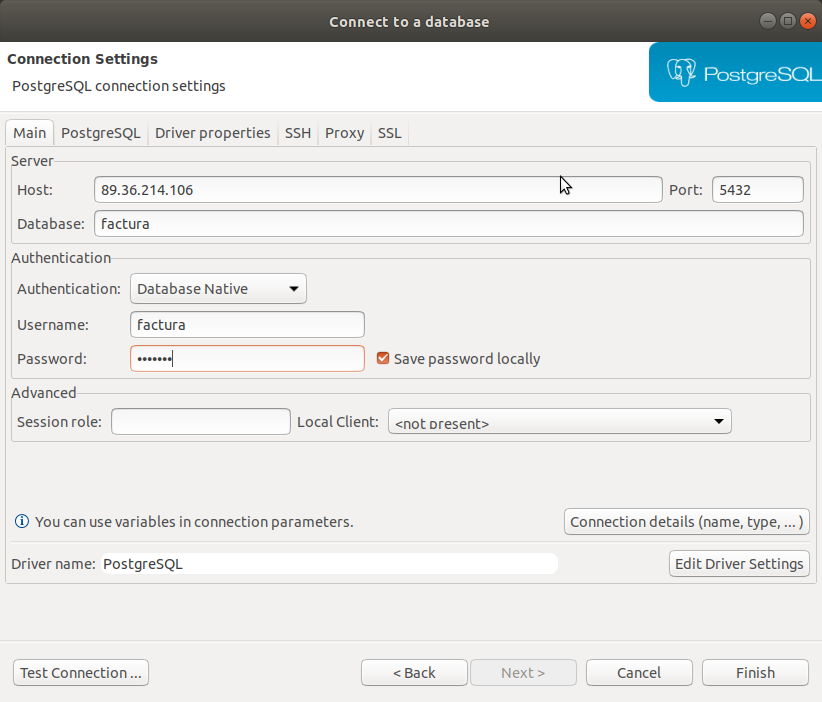 Connect to a database
Connection Settings
PostgreSQL connection settings
PostgreSQL
Main PostgreSQL Driver properties SSH Proxy SSL
Server
Host: 89.36.214.106 Port: 5432
Database: factura
Authentication
Authentication: Database Native
Username: factura
Password: •••••••
Save password locally
Advanced
Session role: Local Client: <not present>
You can use variables in connection parameters.
Connection details (name, type, ... )
Driver name: PostgreSQL
Edit Driver Settings
Test Connection ... < Back Next > Cancel Finish